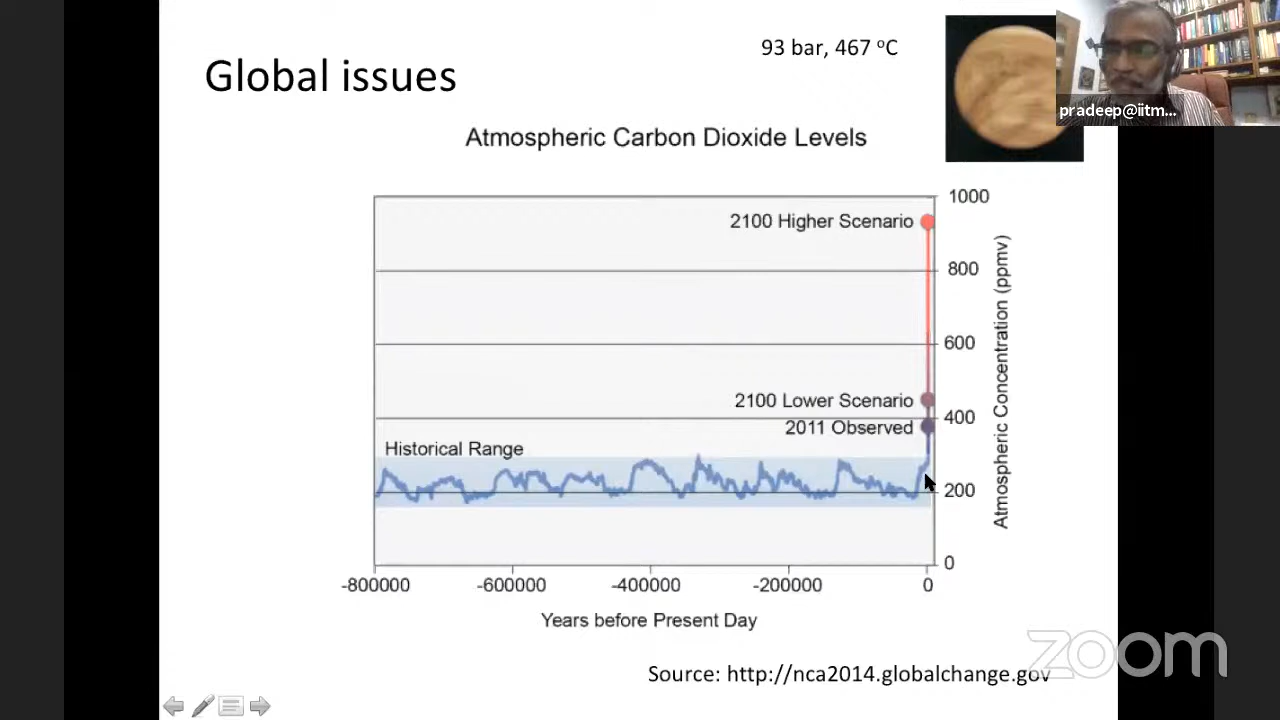 93 bar, 467 ºC
Global issues
pradeep@iitm...
Atmospheric Carbon Dioxide Levels
1000
2100 Higher Scenario
800
600
2100 Lower Scenario
400
2011 Observed
Historical Range
200
0
Atmospheric Concentration (ppmv)
-800000 -600000 -400000 -200000 0
Years before Present Day
zoom
Source: http://nca2014.globalchange.gov